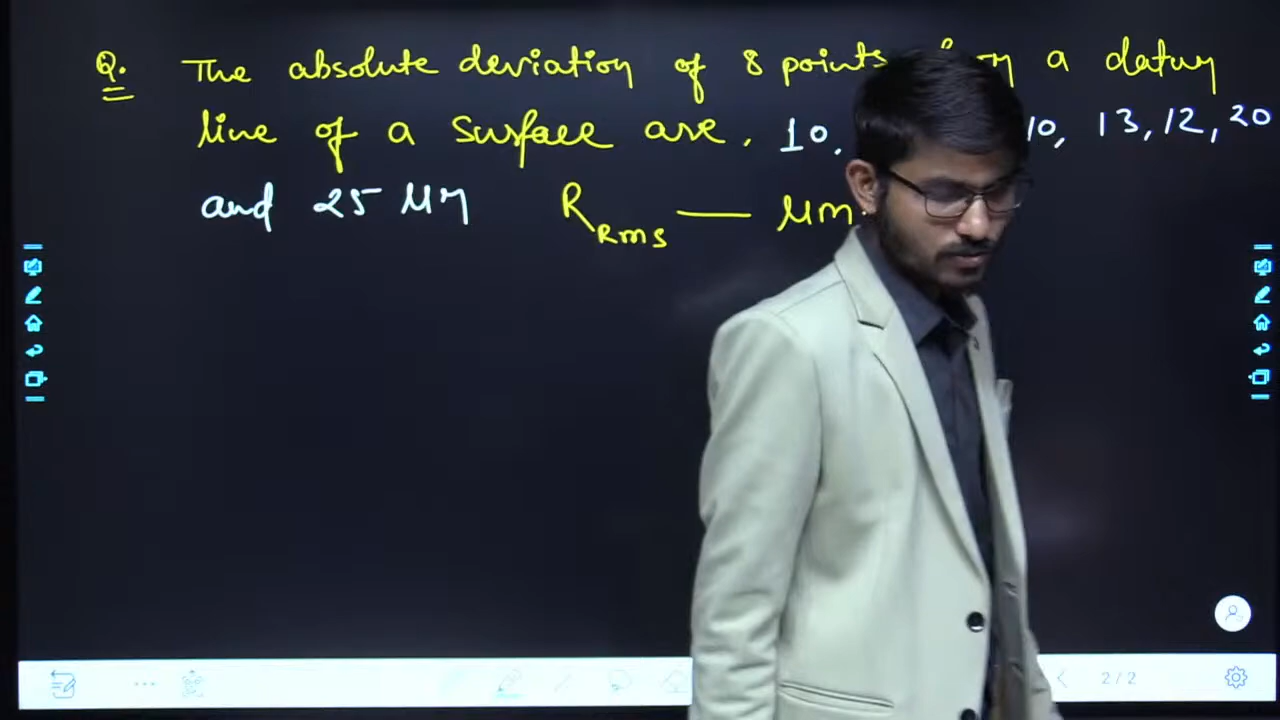 Q. The absolute deviation of 8 points a datum
line of a surface are. 10, 10, 13, 12, 20
and 25 μm RRms — μm.
2/2